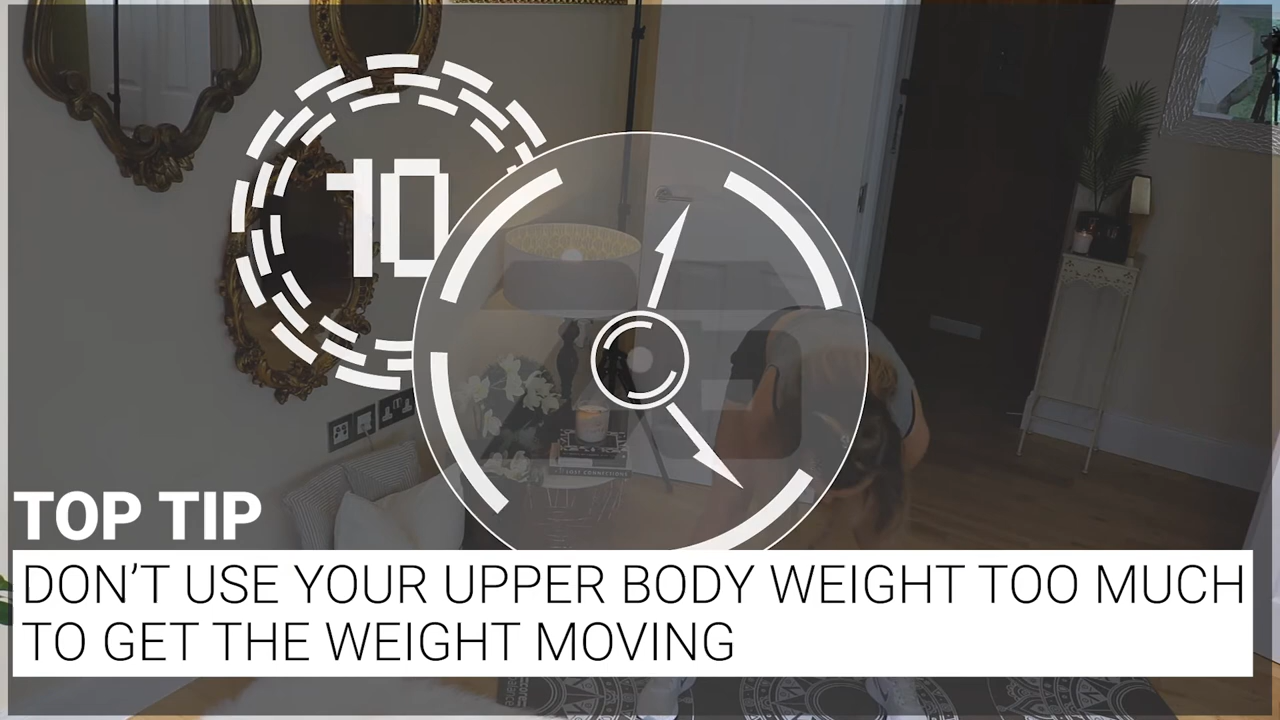 10
TOP TIP
DON'T USE YOUR UPPER BODY WEIGHT TOO MUCH
TO GET THE WEIGHT MOVING